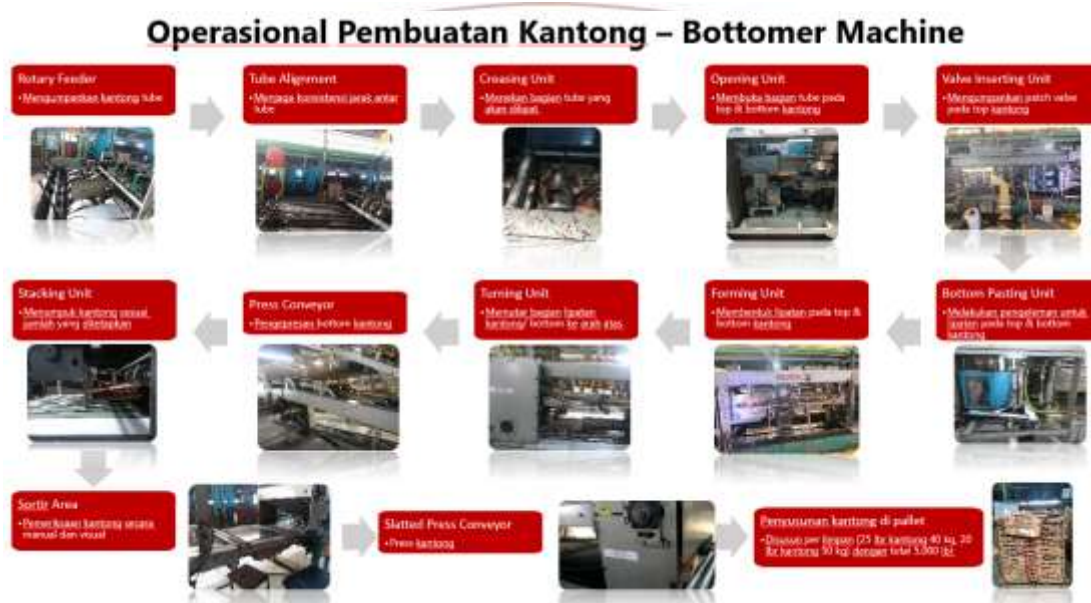 Operasional Pembuatan Kantong – Bottomer Machine
Rotary Feeder
•Mengumpankan kantong tube
Tube Alignment
•Menjaga konsistensi jarak antar
tube
Creasing Unit
•Menekan bagian tube yang
akan dilipat.
Opening Unit
•Membuka bagian tube pada
top & bottom kantong
Valve Inserting Unit
•Mengumpankan patch valve
pada top kantong
Stacking Unit
•Menumpuk kantong sesuai
jumlah yang ditetapkan
Press Conveyor
•Pengepresan bottom kantong
Turning Unit
•Memutar bagian lipatan
kantong/ bottom ke arah atas
Forming Unit
•Membentuk lipatan pada top &
bottom kantong
Bottom Pasting Unit
•Melakukan pengeleman untuk
lipatan pada top & bottom
kantong
Sortir Area
•Pemeriksaan kantong secara
manual dan visual
Slatted Press Conveyor
•Press kantong
Penyusunan kantong di pallet
•Disusun per (25 lbr kantong 40 kg, 20
lbr kantong 50 kg) dengan total 3.000 lbr